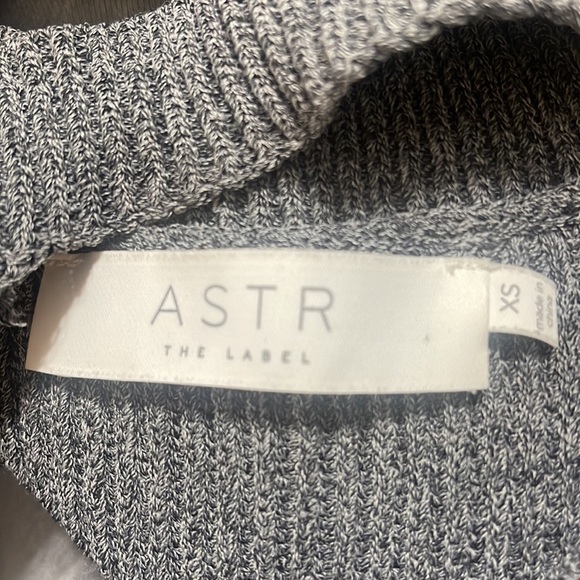 ASTR
THE LABEL
XS
made in
china